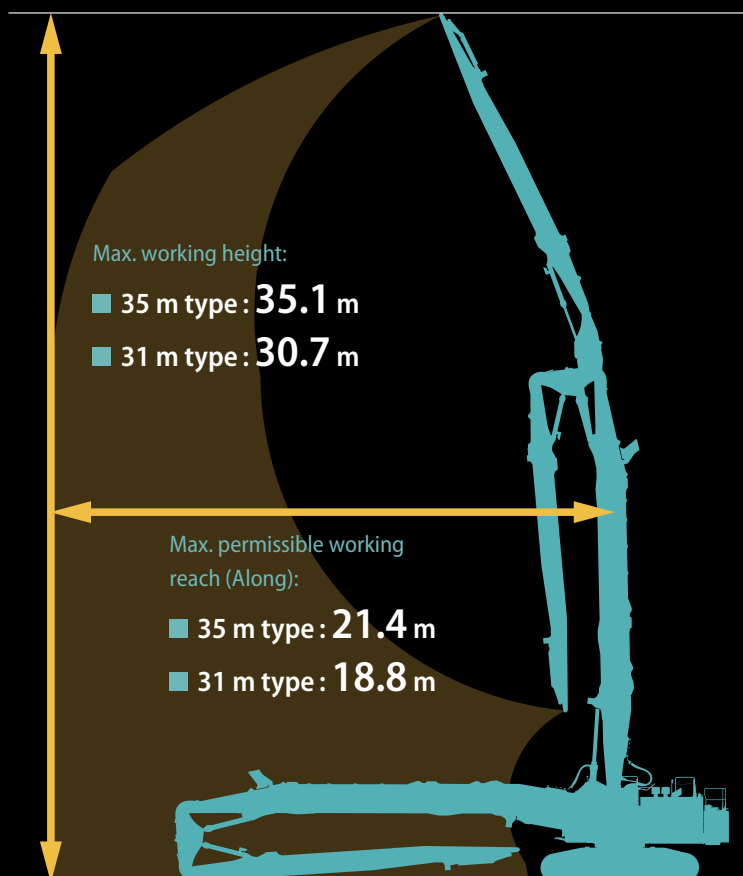 Max. working height:
35 m type : 35.1 m
31 m type : 30.7 m
Max. permissible working
reach (Along):
35 m type : 21.4 m
31 m type : 18.8 m